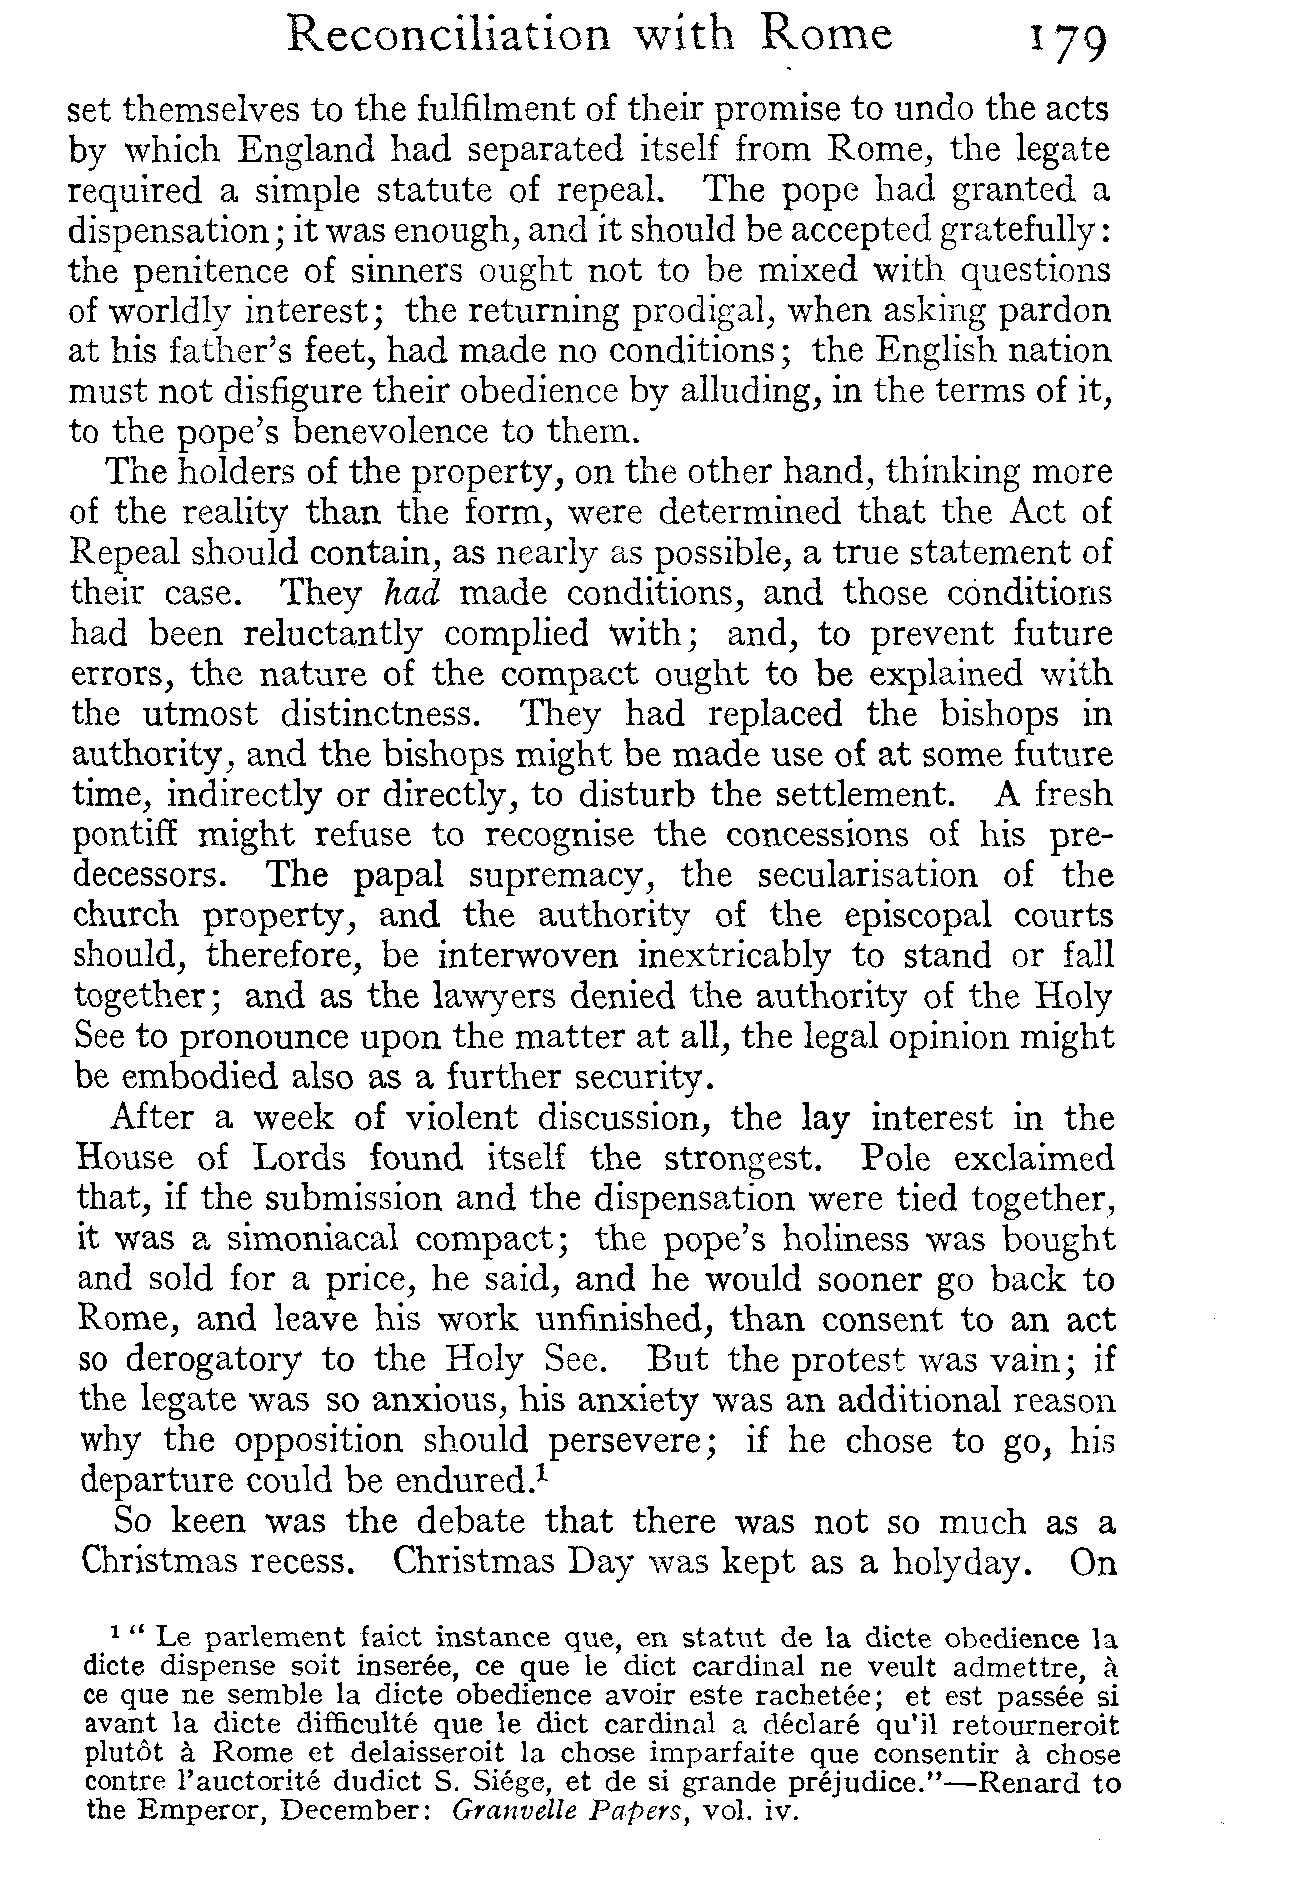 Reconciliation with Rome 179
set themselves to the fulfilment of their promise to undo the acts
by which England had separated itself from Rome, the legate
required a simple statute of repeal. The pope had granted a
dispensation; it was enough, and it should be accepted gratefully:
the penitence of sinners ought not to be mixed with questions
of worldly interest; the returning prodigal, when asking pardon
at his father's feet, had made no conditions; the English nation
must not disfigure their obedience by alluding, in the terms of it,
to the pope's benevolence to them.
The holders of the property, on the other hand, thinking more
of the reality than the form, were determined that the Act of
Repeal should contain, as nearly as possible, a true statement of
their case. They had made conditions, and those conditions
had been reluctantly complied with; and, to prevent future
errors, the nature of the compact ought to be explained with
the utmost distinctness. They had replaced the bishops in
authority, and the bishops might be made use of at some future
time, indirectly or directly, to disturb the settlement. A fresh
pontiff might refuse to recognise the concessions of his pre-
decessors. The papal supremacy, the secularisation of the
church property, and the authority of the episcopal courts
should, therefore, be interwoven inextricably to stand or fall
together; and as the lawyers denied the authority of the Holy
See to pronounce upon the matter at all, the legal opinion might
be embodied also as a further security.
After a week of violent discussion, the lay interest in the
House of Lords found itself the strongest. Pole exclaimed
that, if the submission and the dispensation were tied together,
it was a simoniacal compact; the pope's holiness was bought
and sold for a price, he said, and he would sooner go back to
Rome, and leave his work unfinished, than consent to an act
so derogatory to the Holy See. But the protest was vain; if
the legate was so anxious, his anxiety was an additional reason
why the opposition should persevere; if he chose to go, his
departure could be endured.¹
So keen was the debate that there was not so much as a
Christmas recess. Christmas Day was kept as a holyday. On
¹ " Le parlement faict instance que, en statut de la dicte obedience la
dicte dispense soit inserée, ce que le dict cardinal ne veult admettre, à
ce que ne semble la dicte obedience avoir este rachetée; et est passée si
avant la dicte difficulté que le dict cardinal a déclaré qu'il retourneroit
plutôt à Rome et delaisseroit la chose imparfaite que consentir à chose
contre l'auctorité dudict S. Siége, et de si grande préjudice."—Renard to
the Emperor, December: Granvelle Papers, vol. iv.